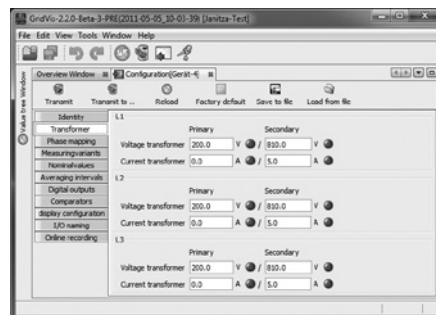 GridVis-2.2.0-Beta-3-PRE(2011-05-05_10-03-39) [Janitza-Test]
File Edit View Tools Window Help
Value tree Window
Overview Window Configuration[Gerät-4]
Transmit Transmit to ... Reload Factory default Save to file Load from file
Identity
Transformer
Phase mapping
Measuringvariants
Nominalvalues
Averaging intervals
Digital outputs
Comparators
display configuration
I/O naming
Online recording
L1
Primary Secondary
Voltage transformer 200.0 V / 810.0 V
Current transformer 0.0 A / 5.0 A
L2
Primary Secondary
Voltage transformer 200.0 V / 810.0 V
Current transformer 0.0 A / 5.0 A
L3
Primary Secondary
Voltage transformer 200.0 V / 810.0 V
Current transformer 0.0 A / 5.0 A